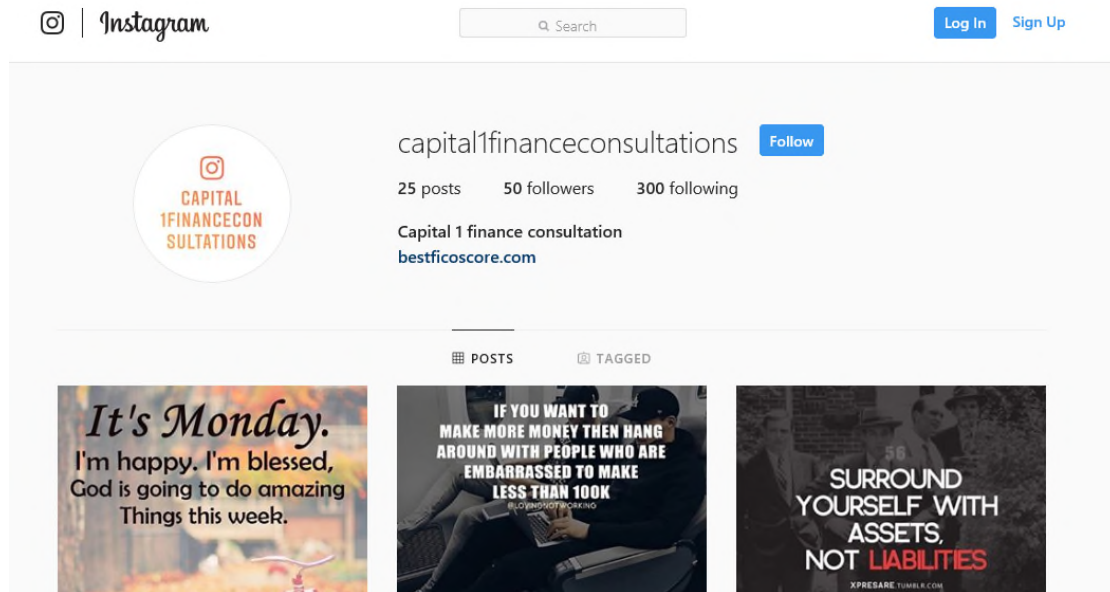 Instagram
Search
Log In
Sign Up
CAPITAL
1FINANCECON
SULTATIONS
capital1financeconsultations
Follow
25 posts 50 followers 300 following
Capital 1 finance consultation
bestficoscore.com
POSTS
TAGGED
It's Monday.
I'm happy. I'm blessed,
God is going to do amazing
Things this week.
IF YOU WANT TO
MAKE MORE MONEY THEN HANG
AROUND WITH PEOPLE WHO ARE
EMBARRASSED TO MAKE
LESS THAN 100K
@LOVINGNOTWORKING
56
SURROUND
YOURSELF WITH
ASSETS,
NOT LIABILITIES
XPRESARE.TUMBLR.COM